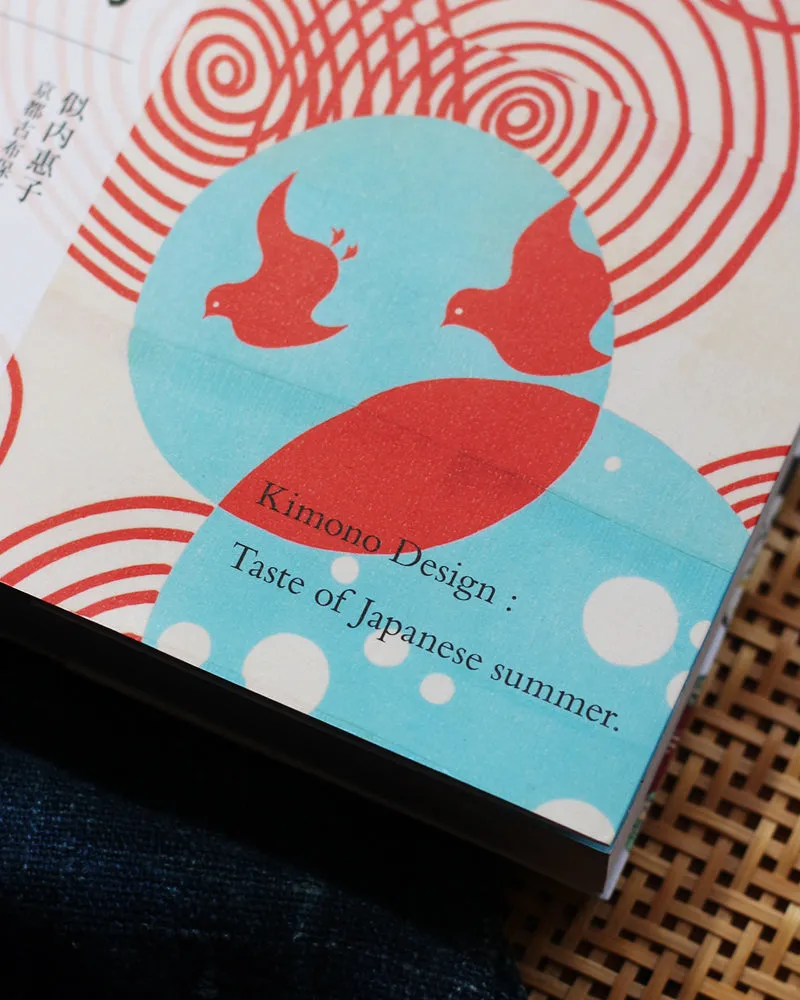 似内惠子
京都古布保
Kimono Design :
Taste of Japanese summer.